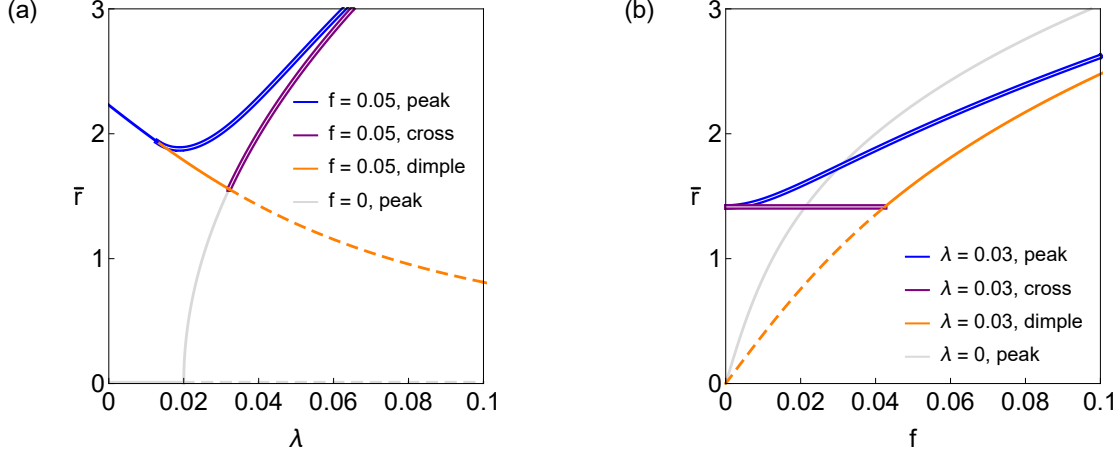 (a)
3
2
r̄
1
0
f = 0.05, peak
f = 0.05, cross
f = 0.05, dimple
f = 0, peak
0 0.02 0.04 0.06 0.08 0.1
λ
(b)
3
2
r̄
1
0
λ = 0.03, peak
λ = 0.03, cross
λ = 0.03, dimple
λ = 0, peak
0 0.02 0.04 0.06 0.08 0.1
f